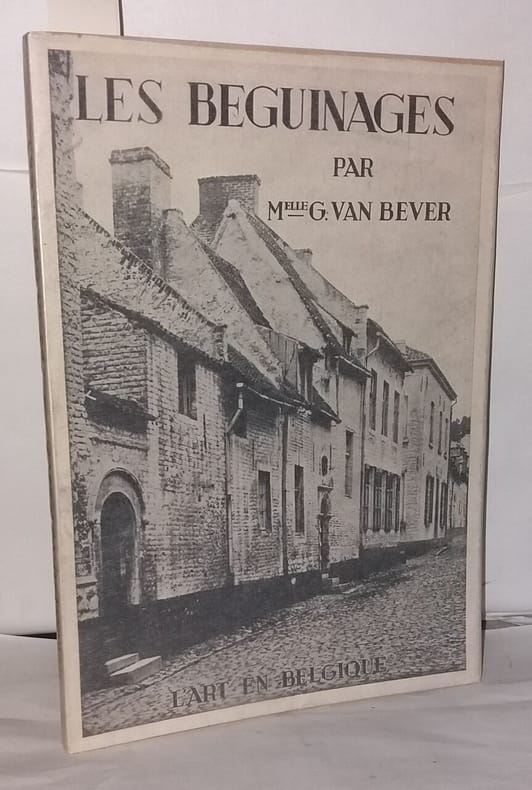 LES BEGUINAGES
PAR
MELLE G. VAN BEVER
L'ART EN BELGIQUE